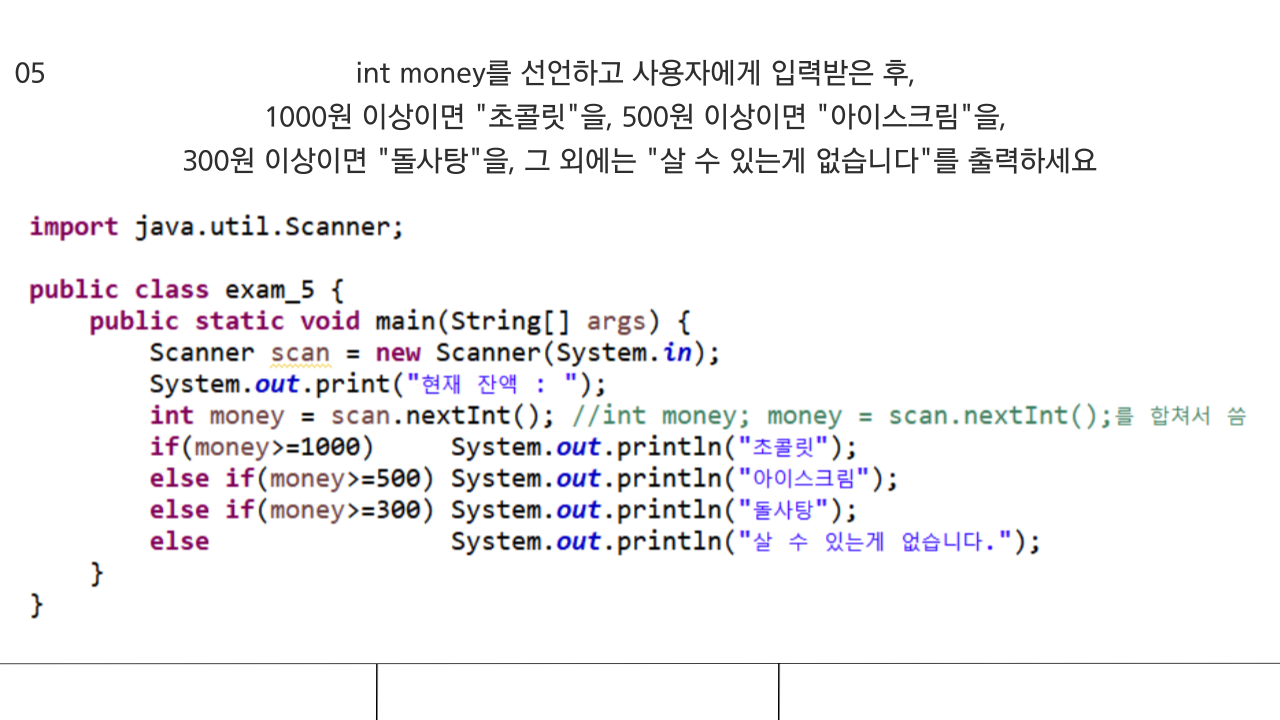 05
int money를 선언하고 사용자에게 입력받은 후,
1000원 이상이면 "초콜릿"을, 500원 이상이면 "아이스크림"을,
300원 이상이면 "돌사탕"을, 그 외에는 "살 수 있는게 없습니다"를 출력하세요
import java.util.Scanner;
public class exam_5 {
public static void main(String[] args) {
Scanner scan = new Scanner(System.in);
System.out.print("현재 잔액 : ");
int money = scan.nextInt(); //int money; money = scan.nextInt();를 합쳐서 씀
if(money>=1000) System.out.println("초콜릿");
else if(money>=500) System.out.println("아이스크림");
else if(money>=300) System.out.println("돌사탕");
else System.out.println("살 수 있는게 없습니다.");
}
}